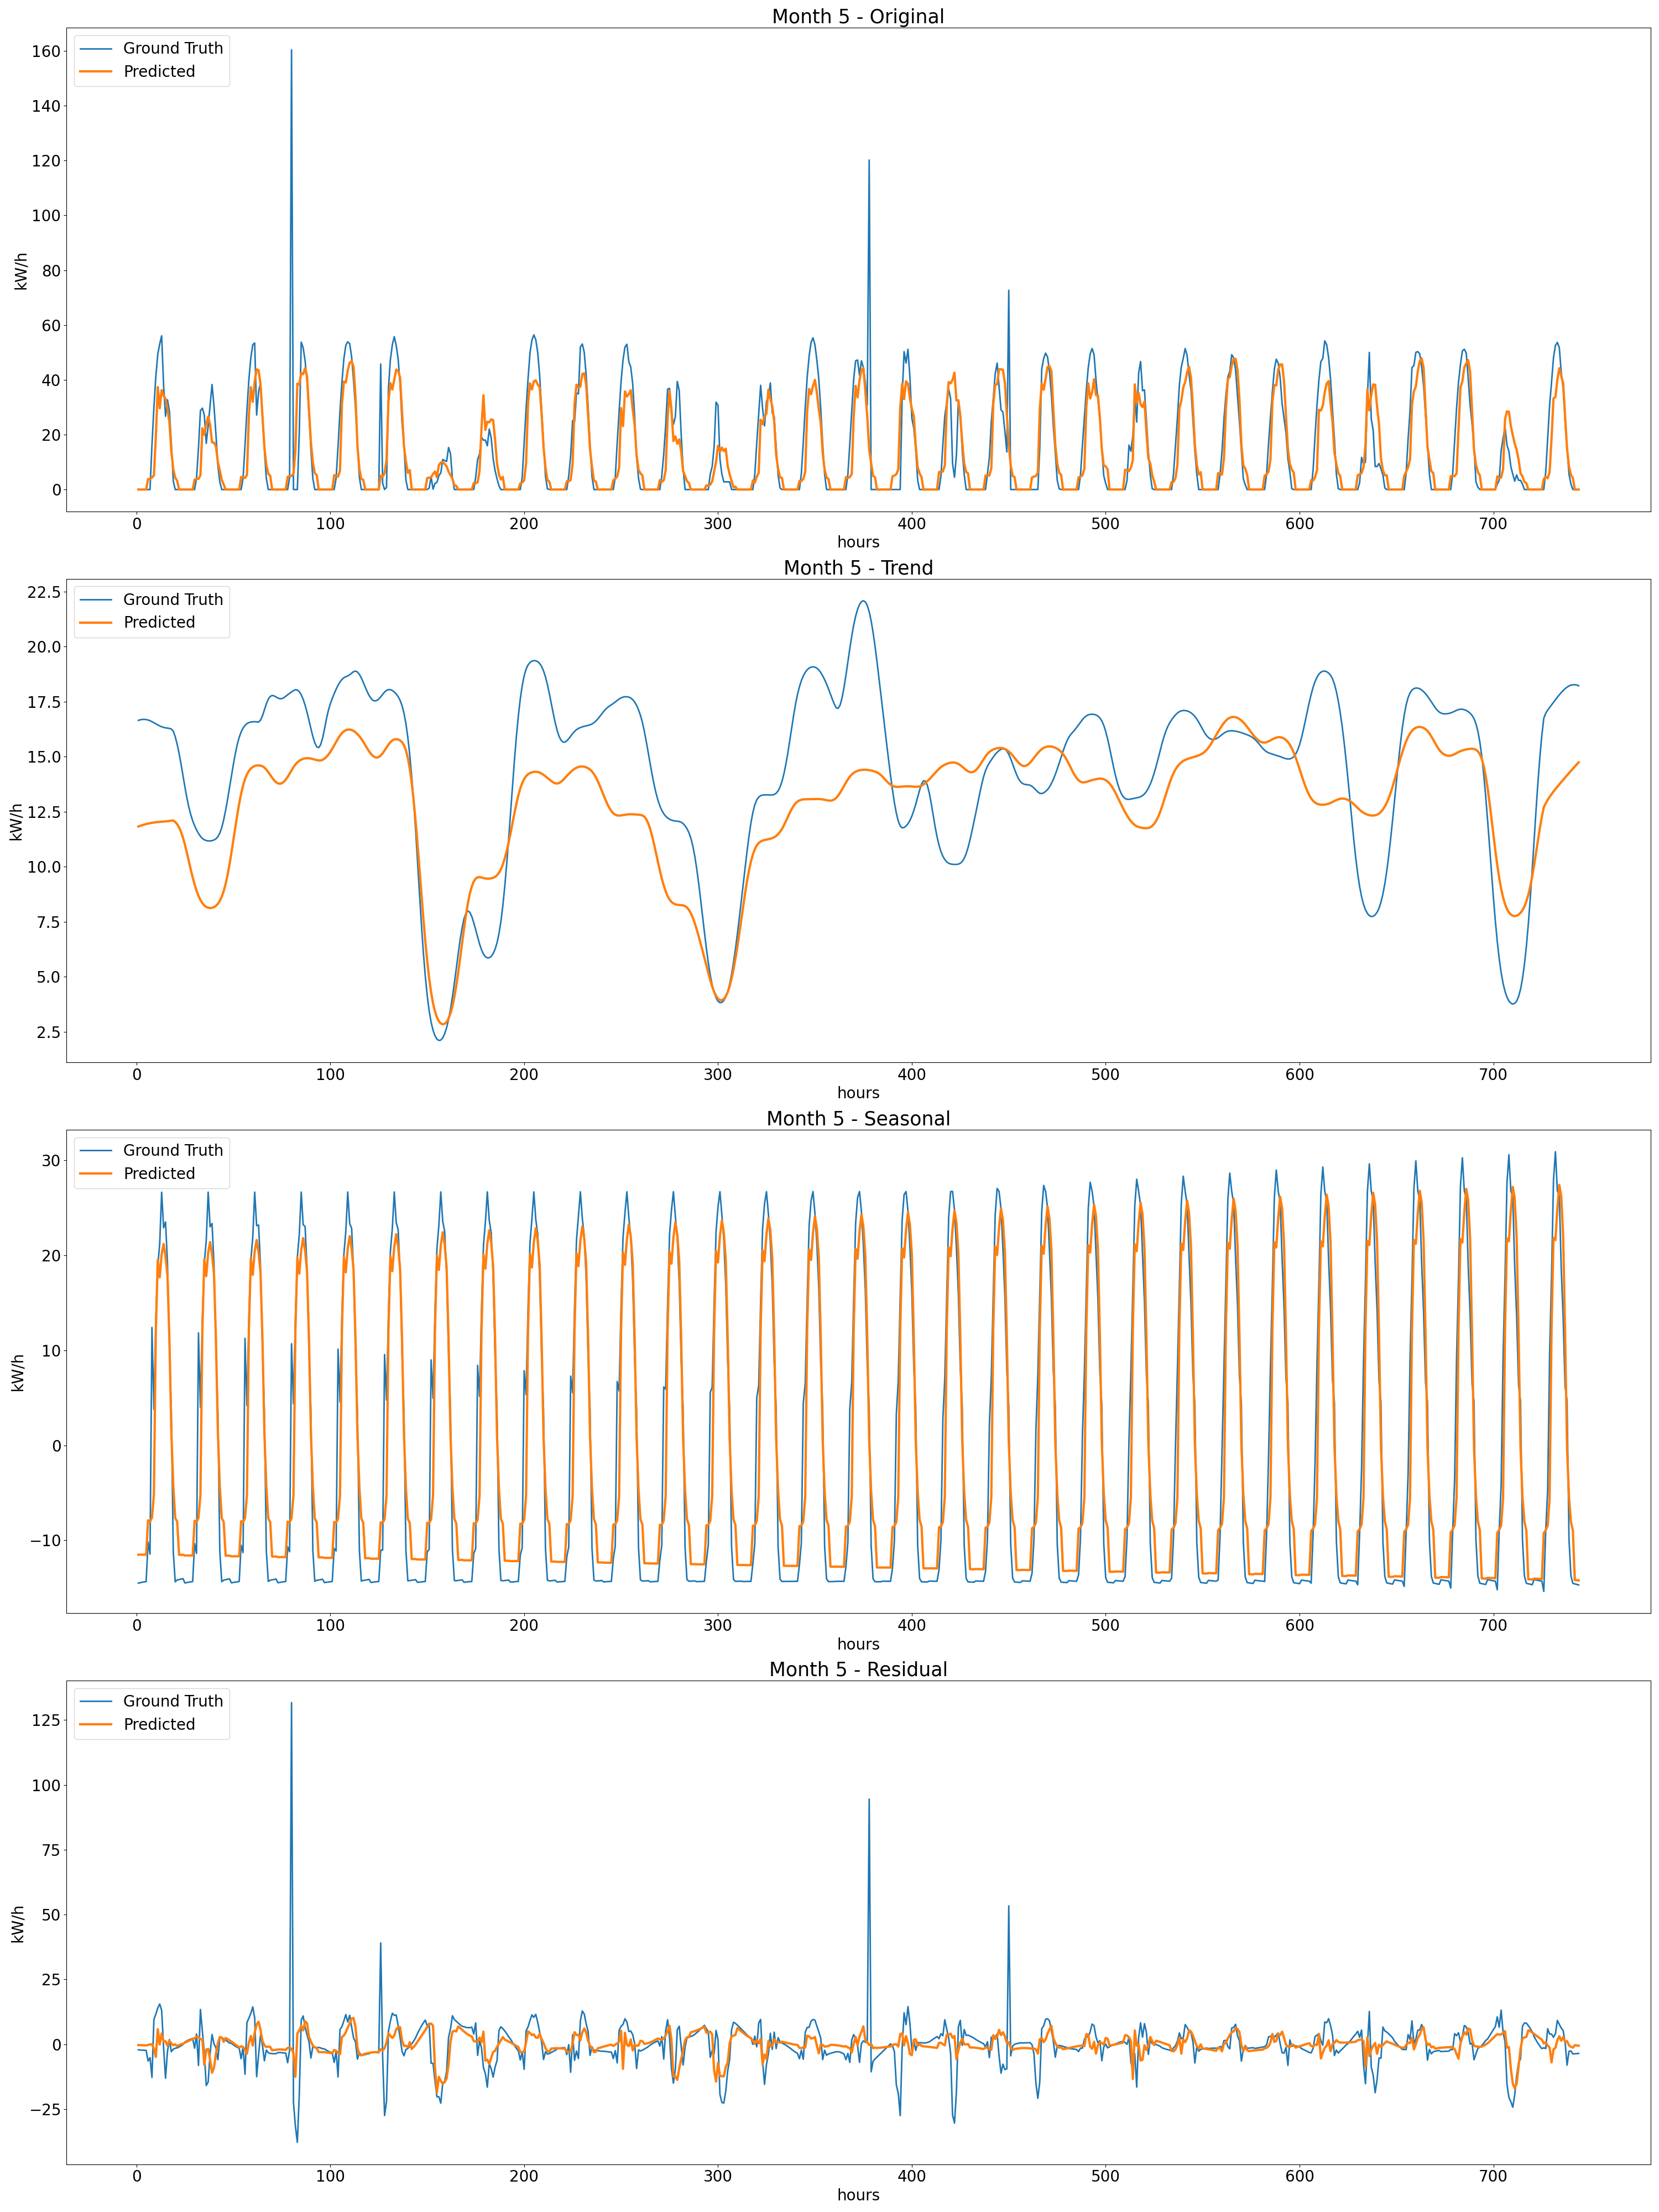 Month 5 - Original
Ground Truth
Predicted
160
140
120
100
80
60
40
20
0
kW/h
0 100 200 300 400 500 600 700
hours
Month 5 - Trend
Ground Truth
Predicted
22.5
20.0
17.5
15.0
12.5
10.0
7.5
5.0
2.5
kW/h
0 100 200 300 400 500 600 700
hours
Month 5 - Seasonal
Ground Truth
Predicted
30
20
10
0
−10
kW/h
0 100 200 300 400 500 600 700
hours
Month 5 - Residual
Ground Truth
Predicted
125
100
75
50
25
0
−25
kW/h
0 100 200 300 400 500 600 700
hours